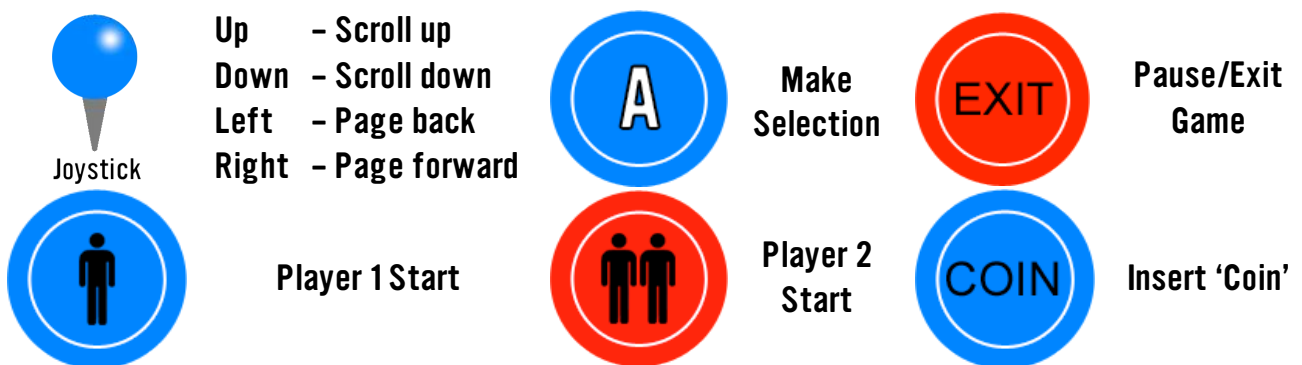 Up – Scroll up
Down – Scroll down
Left – Page back
Right – Page forward
Joystick
A
Make
Selection
EXIT
Pause/Exit
Game
Player 1 Start
Player 2
Start
COIN
Insert ‘Coin’